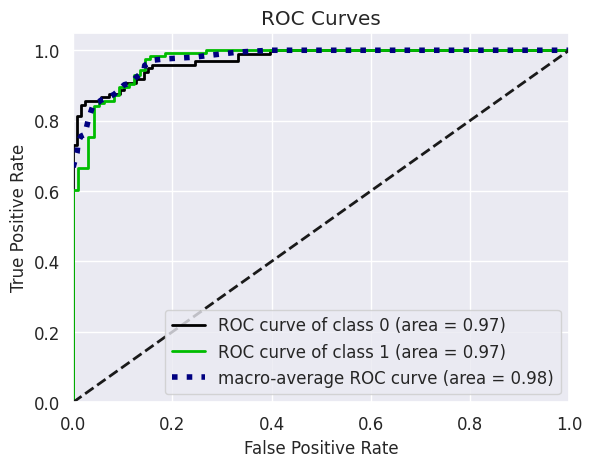 ROC Curves
True Positive Rate
1.0
0.8
0.6
0.4
0.2
0.0
ROC curve of class 0 (area = 0.97)
ROC curve of class 1 (area = 0.97)
macro-average ROC curve (area = 0.98)
0.0 0.2 0.4 0.6 0.8 1.0
False Positive Rate